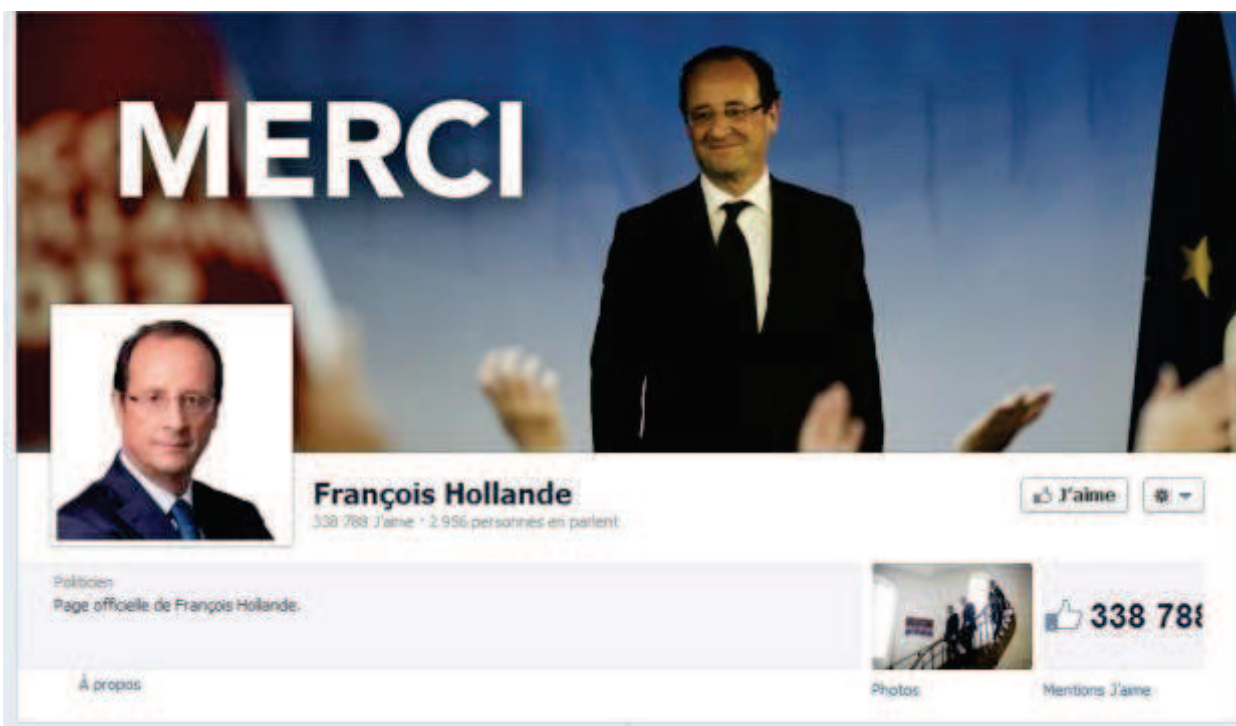 MERCI
François Hollande
338 788 J'aime · 2 956 personnes en parlent
J'aime
Politicien
Page officielle de François Hollande.
338 788
À propos
Photos
Mentions J'aime